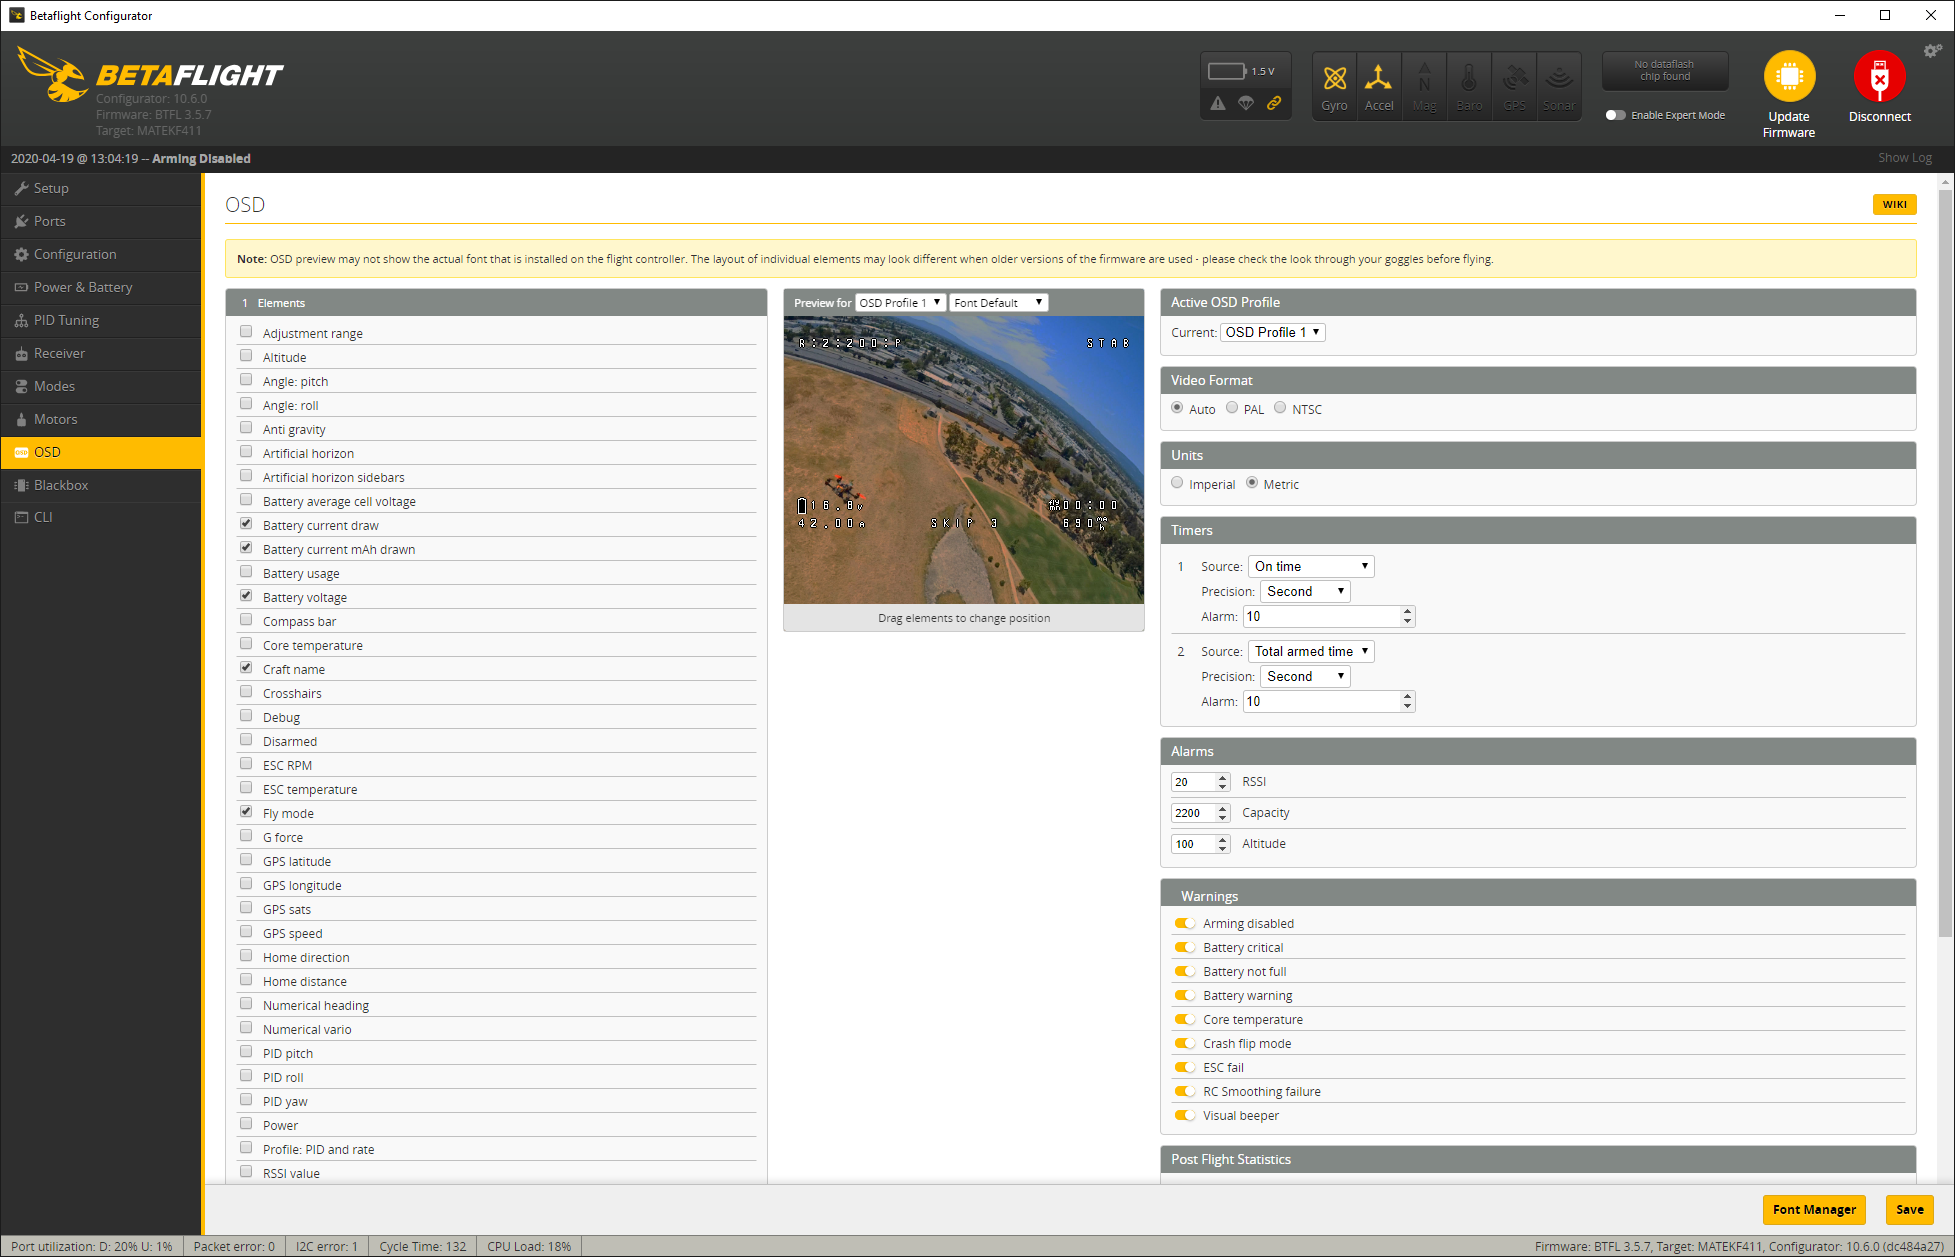 Betaflight Configurator
BETAFLIGHT
Configurator: 10.6.0
Firmware: BTFL 3.5.7
Target: MATEKF411
1.5 V
Gyro
Accel
Mag
Baro
GPS
Sonar
No dataflash
chip found
Enable Expert Mode
Update
Firmware
Disconnect
2020-04-19 @ 13:04:19 -- Arming Disabled
Show Log
Setup
Ports
Configuration
Power & Battery
PID Tuning
Receiver
Modes
Motors
OSD
Blackbox
CLI
OSD
WIKI
Note: OSD preview may not show the actual font that is installed on the flight controller. The layout of individual elements may look different when older versions of the firmware are used - please check the look through your goggles before flying.
1 Elements
Adjustment range
Altitude
Angle: pitch
Angle: roll
Anti gravity
Artificial horizon
Artificial horizon sidebars
Battery average cell voltage
Battery current draw
Battery current mAh drawn
Battery usage
Battery voltage
Compass bar
Core temperature
Craft name
Crosshairs
Debug
Disarmed
ESC RPM
ESC temperature
Fly mode
G force
GPS latitude
GPS longitude
GPS sats
GPS speed
Home direction
Home distance
Numerical heading
Numerical vario
PID pitch
PID roll
PID yaw
Power
Profile: PID and rate
RSSI value
Preview for OSD Profile 1 Font Default
R:2:200:P
STAB
16.8V
fly mn 00:00
42.00A
SKIP 3
690 mA h
Drag elements to change position
Active OSD Profile
Current: OSD Profile 1
Video Format
Auto PAL NTSC
Units
Imperial Metric
Timers
1 Source: On time
Precision: Second
Alarm: 10
2 Source: Total armed time
Precision: Second
Alarm: 10
Alarms
20 RSSI
2200 Capacity
100 Altitude
Warnings
Arming disabled
Battery critical
Battery not full
Battery warning
Core temperature
Crash flip mode
ESC fail
RC Smoothing failure
Visual beeper
Post Flight Statistics
Font Manager
Save
Port utilization: D: 20% U: 1%
Packet error: 0
I2C error: 1
Cycle Time: 132
CPU Load: 18%
Firmware: BTFL 3.5.7, Target: MATEKF411, Configurator: 10.6.0 (dc484a27)